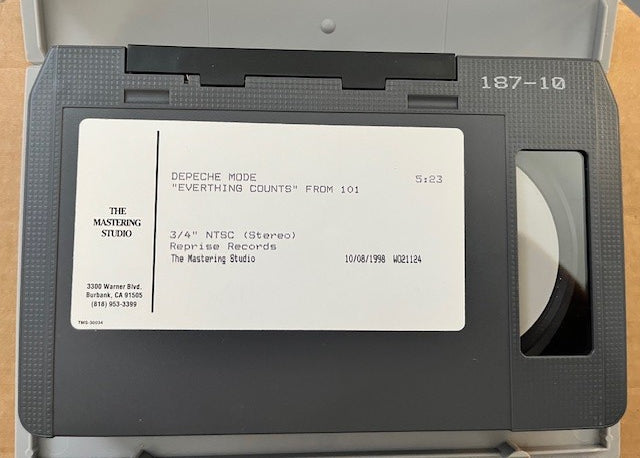 187-10
DEPECHE MODE 5:23
"EVERTHING COUNTS" FROM 101
THE
MASTERING
STUDIO
3/4" NTSC (Stereo)
Reprise Records
The Mastering Studio 10/08/1998 WO21124
3300 Warner Blvd.
Burbank, CA 91505
(818) 953-3399
TMS-30034